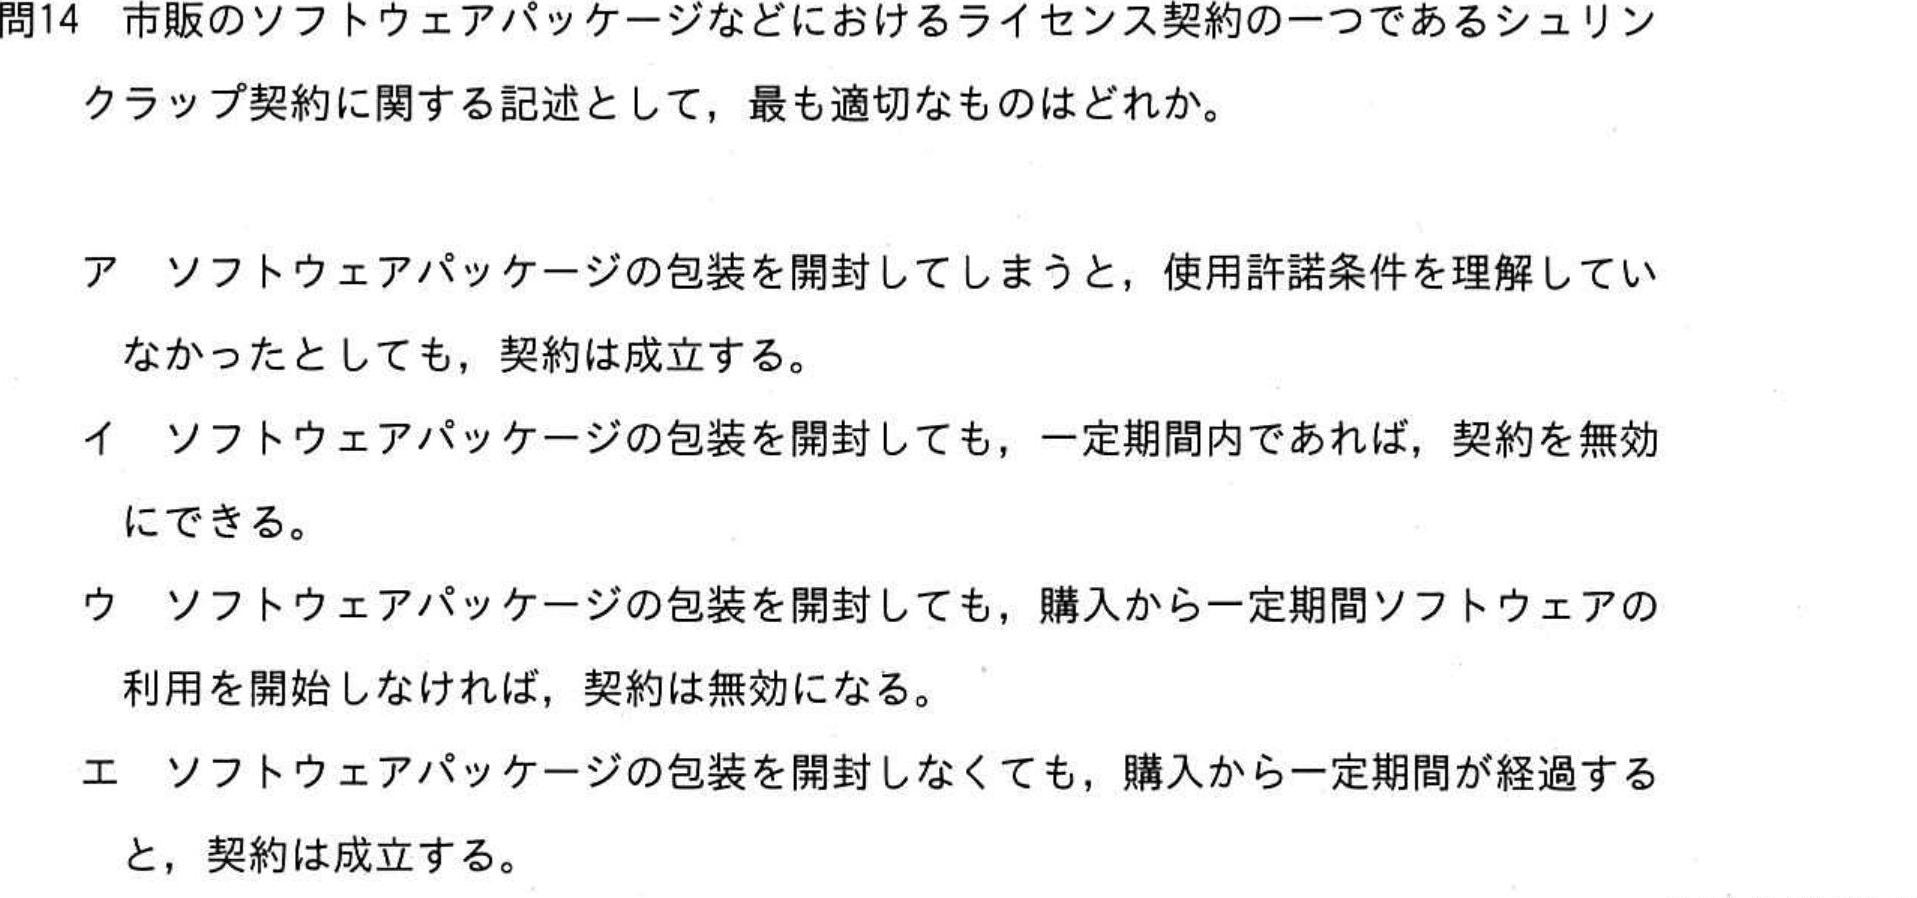 問14　市販のソフトウェアパッケージなどにおけるライセンス契約の一つであるシュリン
クラップ契約に関する記述として，最も適切なものはどれか。
ア　ソフトウェアパッケージの包装を開封してしまうと，使用許諾条件を理解してい
なかったとしても，契約は成立する。
イ　ソフトウェアパッケージの包装を開封しても，一定期間内であれば，契約を無効
にできる。
ウ　ソフトウェアパッケージの包装を開封しても，購入から一定期間ソフトウェアの
利用を開始しなければ，契約は無効になる。
エ　ソフトウェアパッケージの包装を開封しなくても，購入から一定期間が経過する
と，契約は成立する。